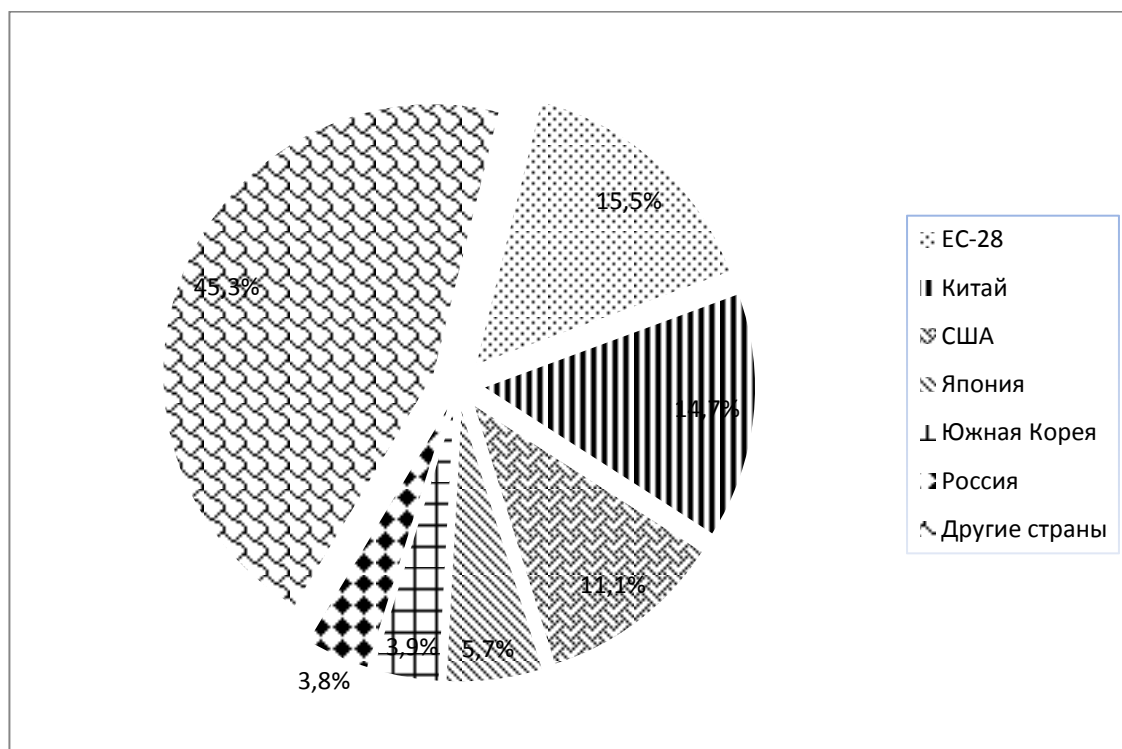 15,5%
14,7%
11,1%
5,7%
3,9%
3,8%
45,3%
ЕС-28
Китай
США
Япония
Южная Корея
Россия
Другие страны